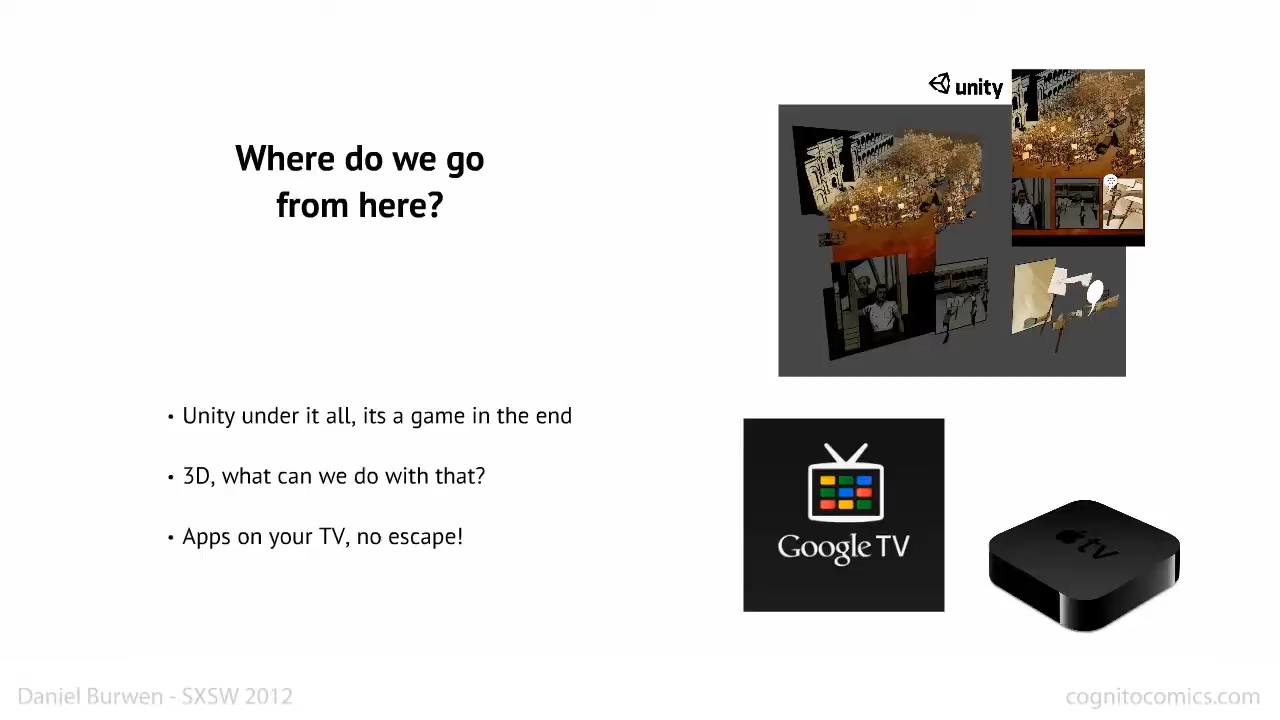 Where do we go
from here?
• Unity under it all, its a game in the end
• 3D, what can we do with that?
• Apps on your TV, no escape!
unity
Google TV
tv
Daniel Burwen - SXSW 2012
cognitocomics.com